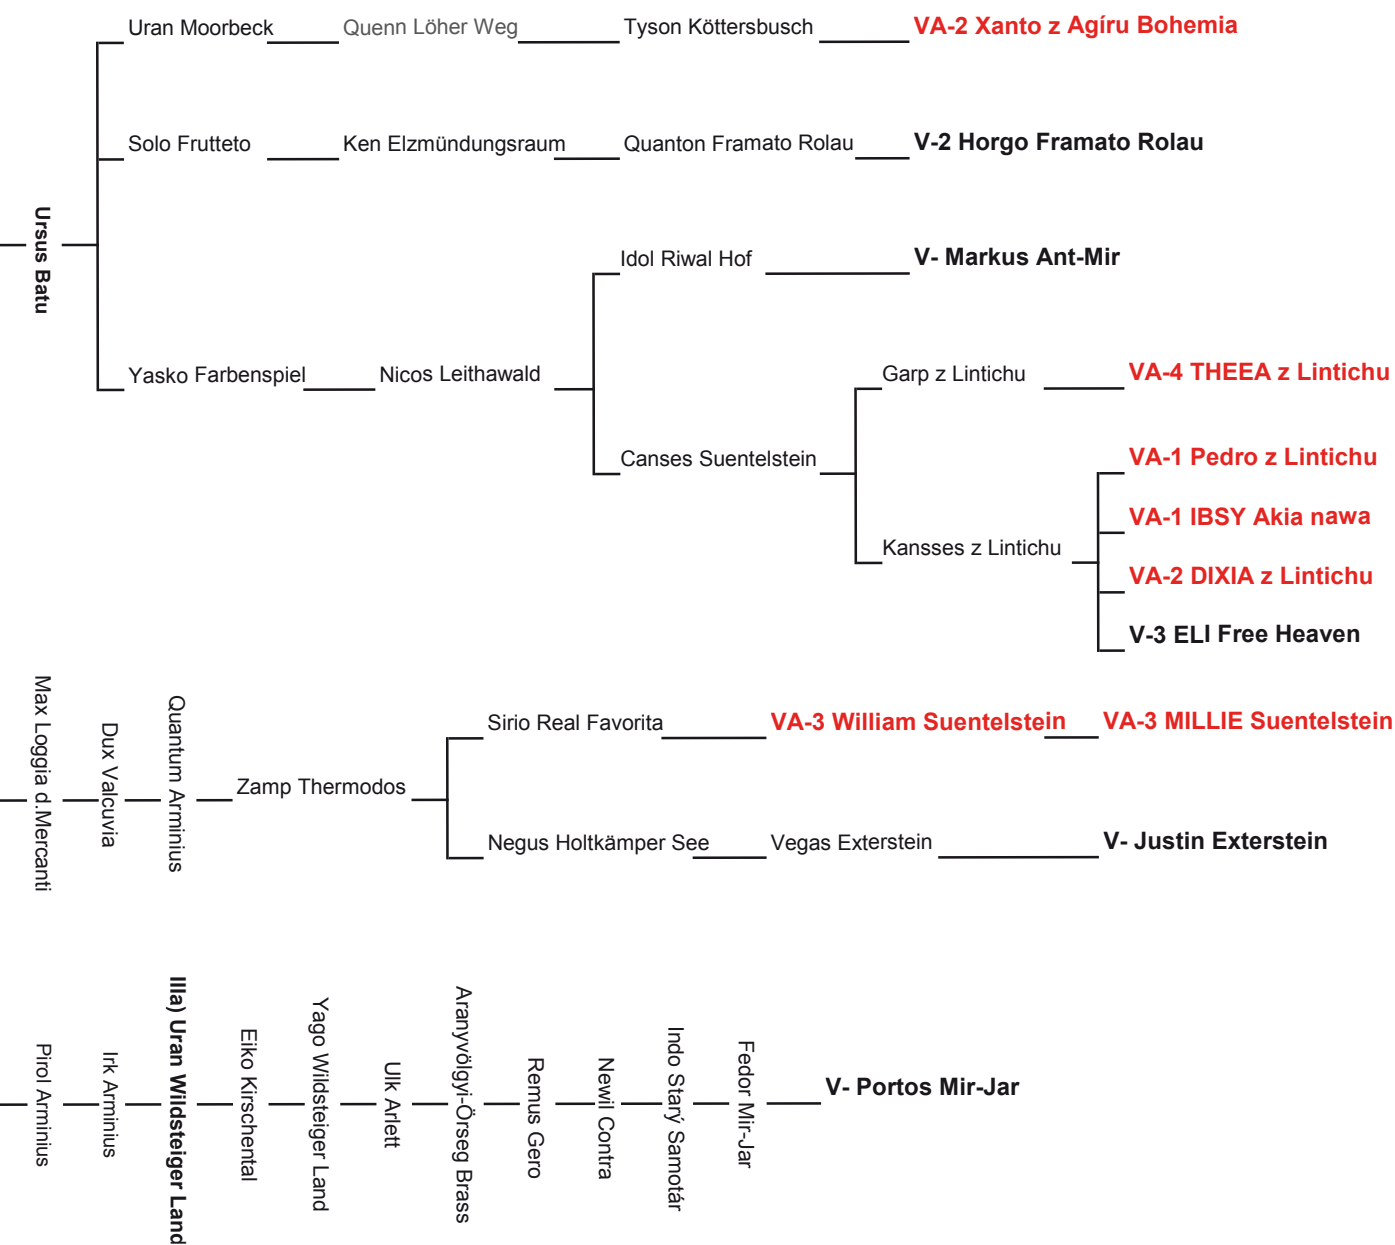 Uran Moorbeck
Quenn Löher Weg
Tyson Köttersbusch
VA-2 Xanto z Agíru Bohemia
Solo Frutteto
Ken Elzmündungsraum
Quanton Framato Rolau
V-2 Horgo Framato Rolau
Ursus Batu
Idol Riwal Hof
V- Markus Ant-Mir
Yasko Farbenspiel
Nicos Leithawald
Garp z Lintichu
VA-4 THEEA z Lintichu
Canses Suentelstein
VA-1 Pedro z Lintichu
VA-1 IBSY Akia nawa
Kansses z Lintichu
VA-2 DIXIA z Lintichu
V-3 ELI Free Heaven
Max Loggia d.Mercanti
Dux Valcuvia
Quantum Arminius
Zamp Thermodos
Sirio Real Favorita
VA-3 William Suentelstein
VA-3 MILLIE Suentelstein
Negus Holtkämper See
Vegas Exterstein
V- Justin Exterstein
Pirol Arminius
Irk Arminius
IIIa) Uran Wildsteiger Land
Eiko Kirschental
Yago Wildsteiger Land
Ulk Arlett
Aranyvölgyi-Örseg Brass
Remus Gero
Newil Contra
Indo Starý Samotár
Fedor Mir-Jar
V- Portos Mir-Jar